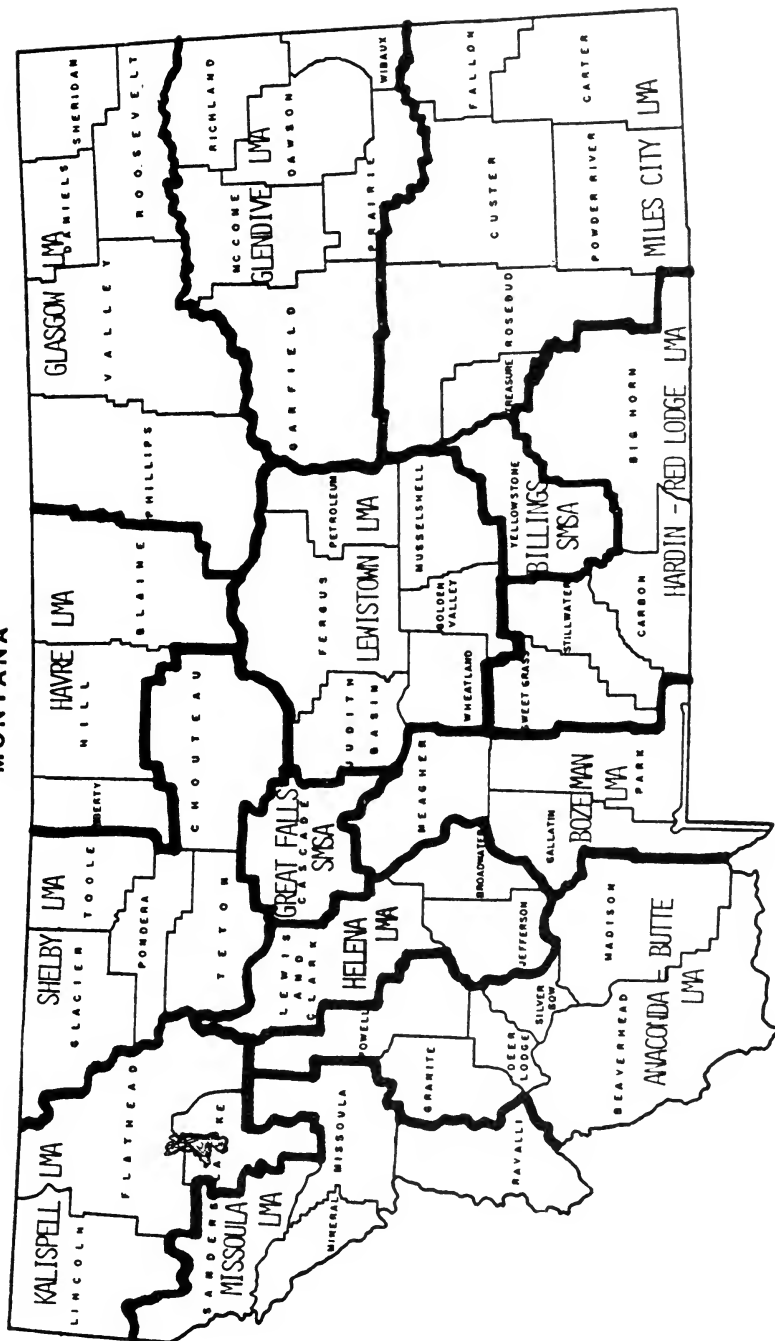 MONTANA
KALISPELL
LMA
LINCOLN
FLATHEAD
LAKE
SANDERS
MISSOULA
LMA
MINERAL
MISSOULA
RAVALLI
GRANITE
POWELL
DEER
LODGE
SILVER
BOW
BEAVERHEAD
ANACONDA - BUTTE
LMA
MADISON
SHELBY
LMA
GLACIER
TOOLE
PONDERA
TETON
LEWIS
AND
CLARK
HELENA
LMA
JEFFERSON
BROADWATER
GREAT FALLS
CASCADE
SMSA
MEAGHER
GALLATIN
BOZEMAN
LMA
PARK
HAVRE
LMA
HILL
LIBERTY
BLAINE
CHOUTEAU
JUDITH
BASIN
FERGUS
LEWISTOWN
LMA
PETROLEUM
WHEATLAND
GOLDEN
VALLEY
MUSSELSHELL
SWEET GRASS
STILLWATER
CARBON
YELLOWSTONE
BILLINGS
SMSA
BIG HORN
HARDIN - RED LODGE LMA
GLASGOW
LMA
PHILLIPS
VALLEY
DANIELS
SHERIDAN
ROOSEVELT
GARFIELD
MCCONE
GLENDIVE
LMA
RICHLAND
DAWSON
PRAIRIE
WIBAUX
TREASURE
ROSEBUD
CUSTER
FALLON
POWDER RIVER
CARTER
MILES CITY
LMA